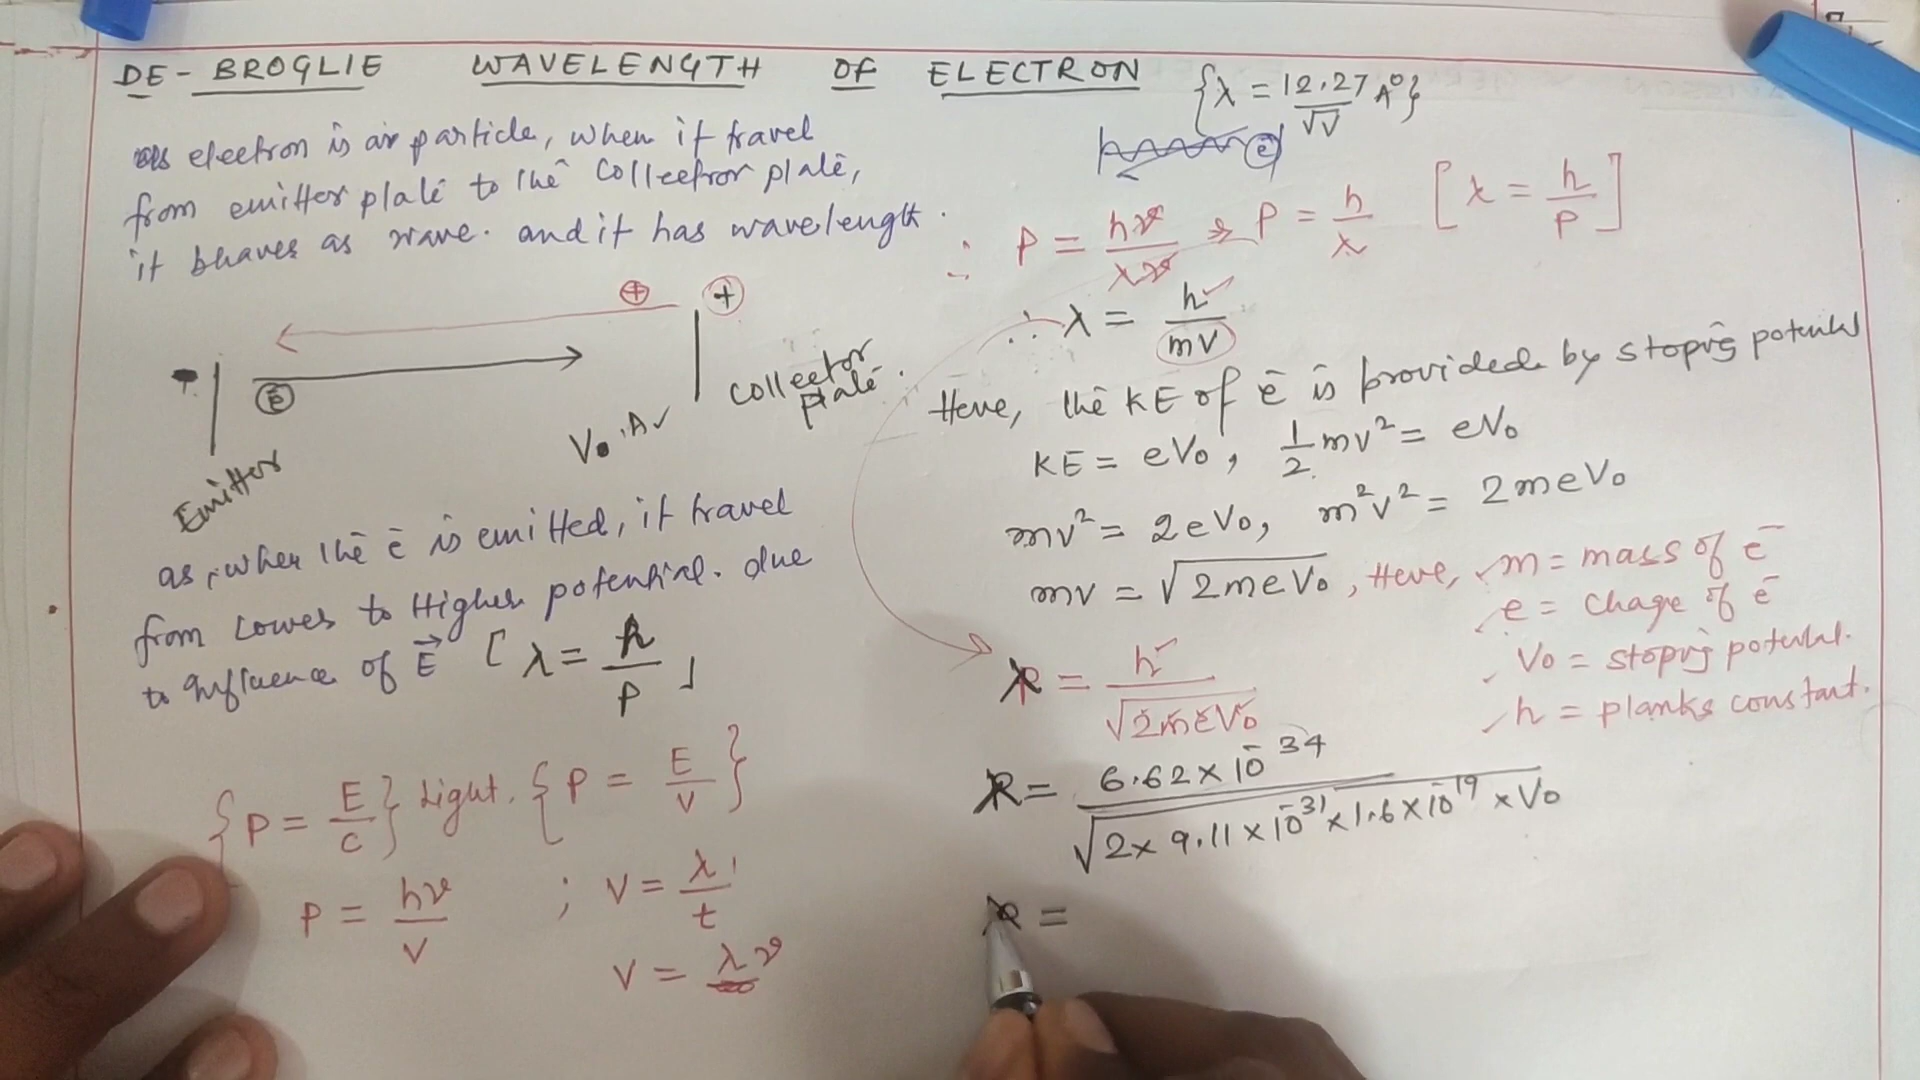 DE-BROGLIE WAVELENGTH OF ELECTRON {λ = 12.27/√V A°}
electron is particle, when it travel
from emitter plate to the collector plate,
it bhaves as wave. and it has wavelength.
⊕ +
ē
Collector plate.
Emitter
as, when the ē is emitted, it travel
from Lower to Higher potential. due
to influence of E⃗ [λ = h/p]
{P = E/c} Light. {P = E/v}
P = hν/v ; V = λ/t
V = λν
ē
∴ P = hν/λν ⇒ P = h/λ [λ = h/P]
∴ λ = h/mv
Here, the KE of ē is provided by stoping potential
KE = eV₀, 1/2 mv² = eV₀
mv² = 2eV₀, m²v² = 2meV₀
mv = √2meV₀, Here, m = mass of ē
e = Chage of ē
V₀ = stoping potential.
h = planks constant.
λ = h/√2meV₀
λ = 6.62×10⁻³⁴/√2×9.11×10⁻³¹×1.6×10⁻¹⁹×V₀
λ =